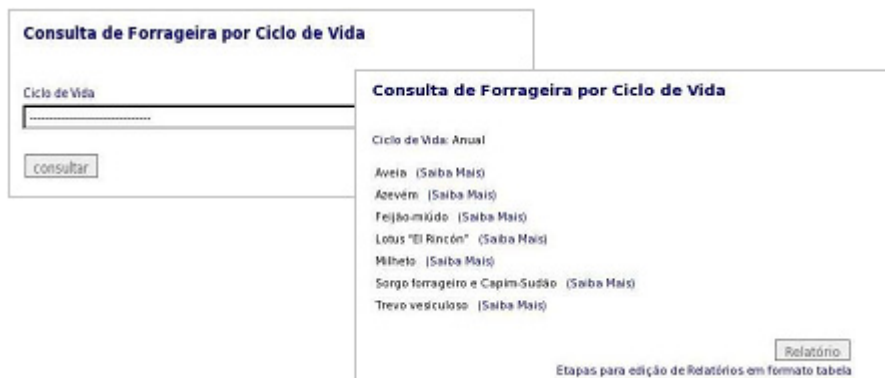 Consulta de Forrageira por Ciclo de Vida
Ciclo de Vida
------------------------------
consultar
Consulta de Forrageira por Ciclo de Vida
Ciclo de Vida: Anual
Aveia (Saiba Mais)
Azevém (Saiba Mais)
Feijão-miúdo (Saiba Mais)
Lotus "El Rincón" (Saiba Mais)
Milheto (Saiba Mais)
Sorgo forrageiro e Capim-Sudão (Saiba Mais)
Trevo vesiculoso (Saiba Mais)
Relatório
Etapas para edição de Relatórios em formato tabela